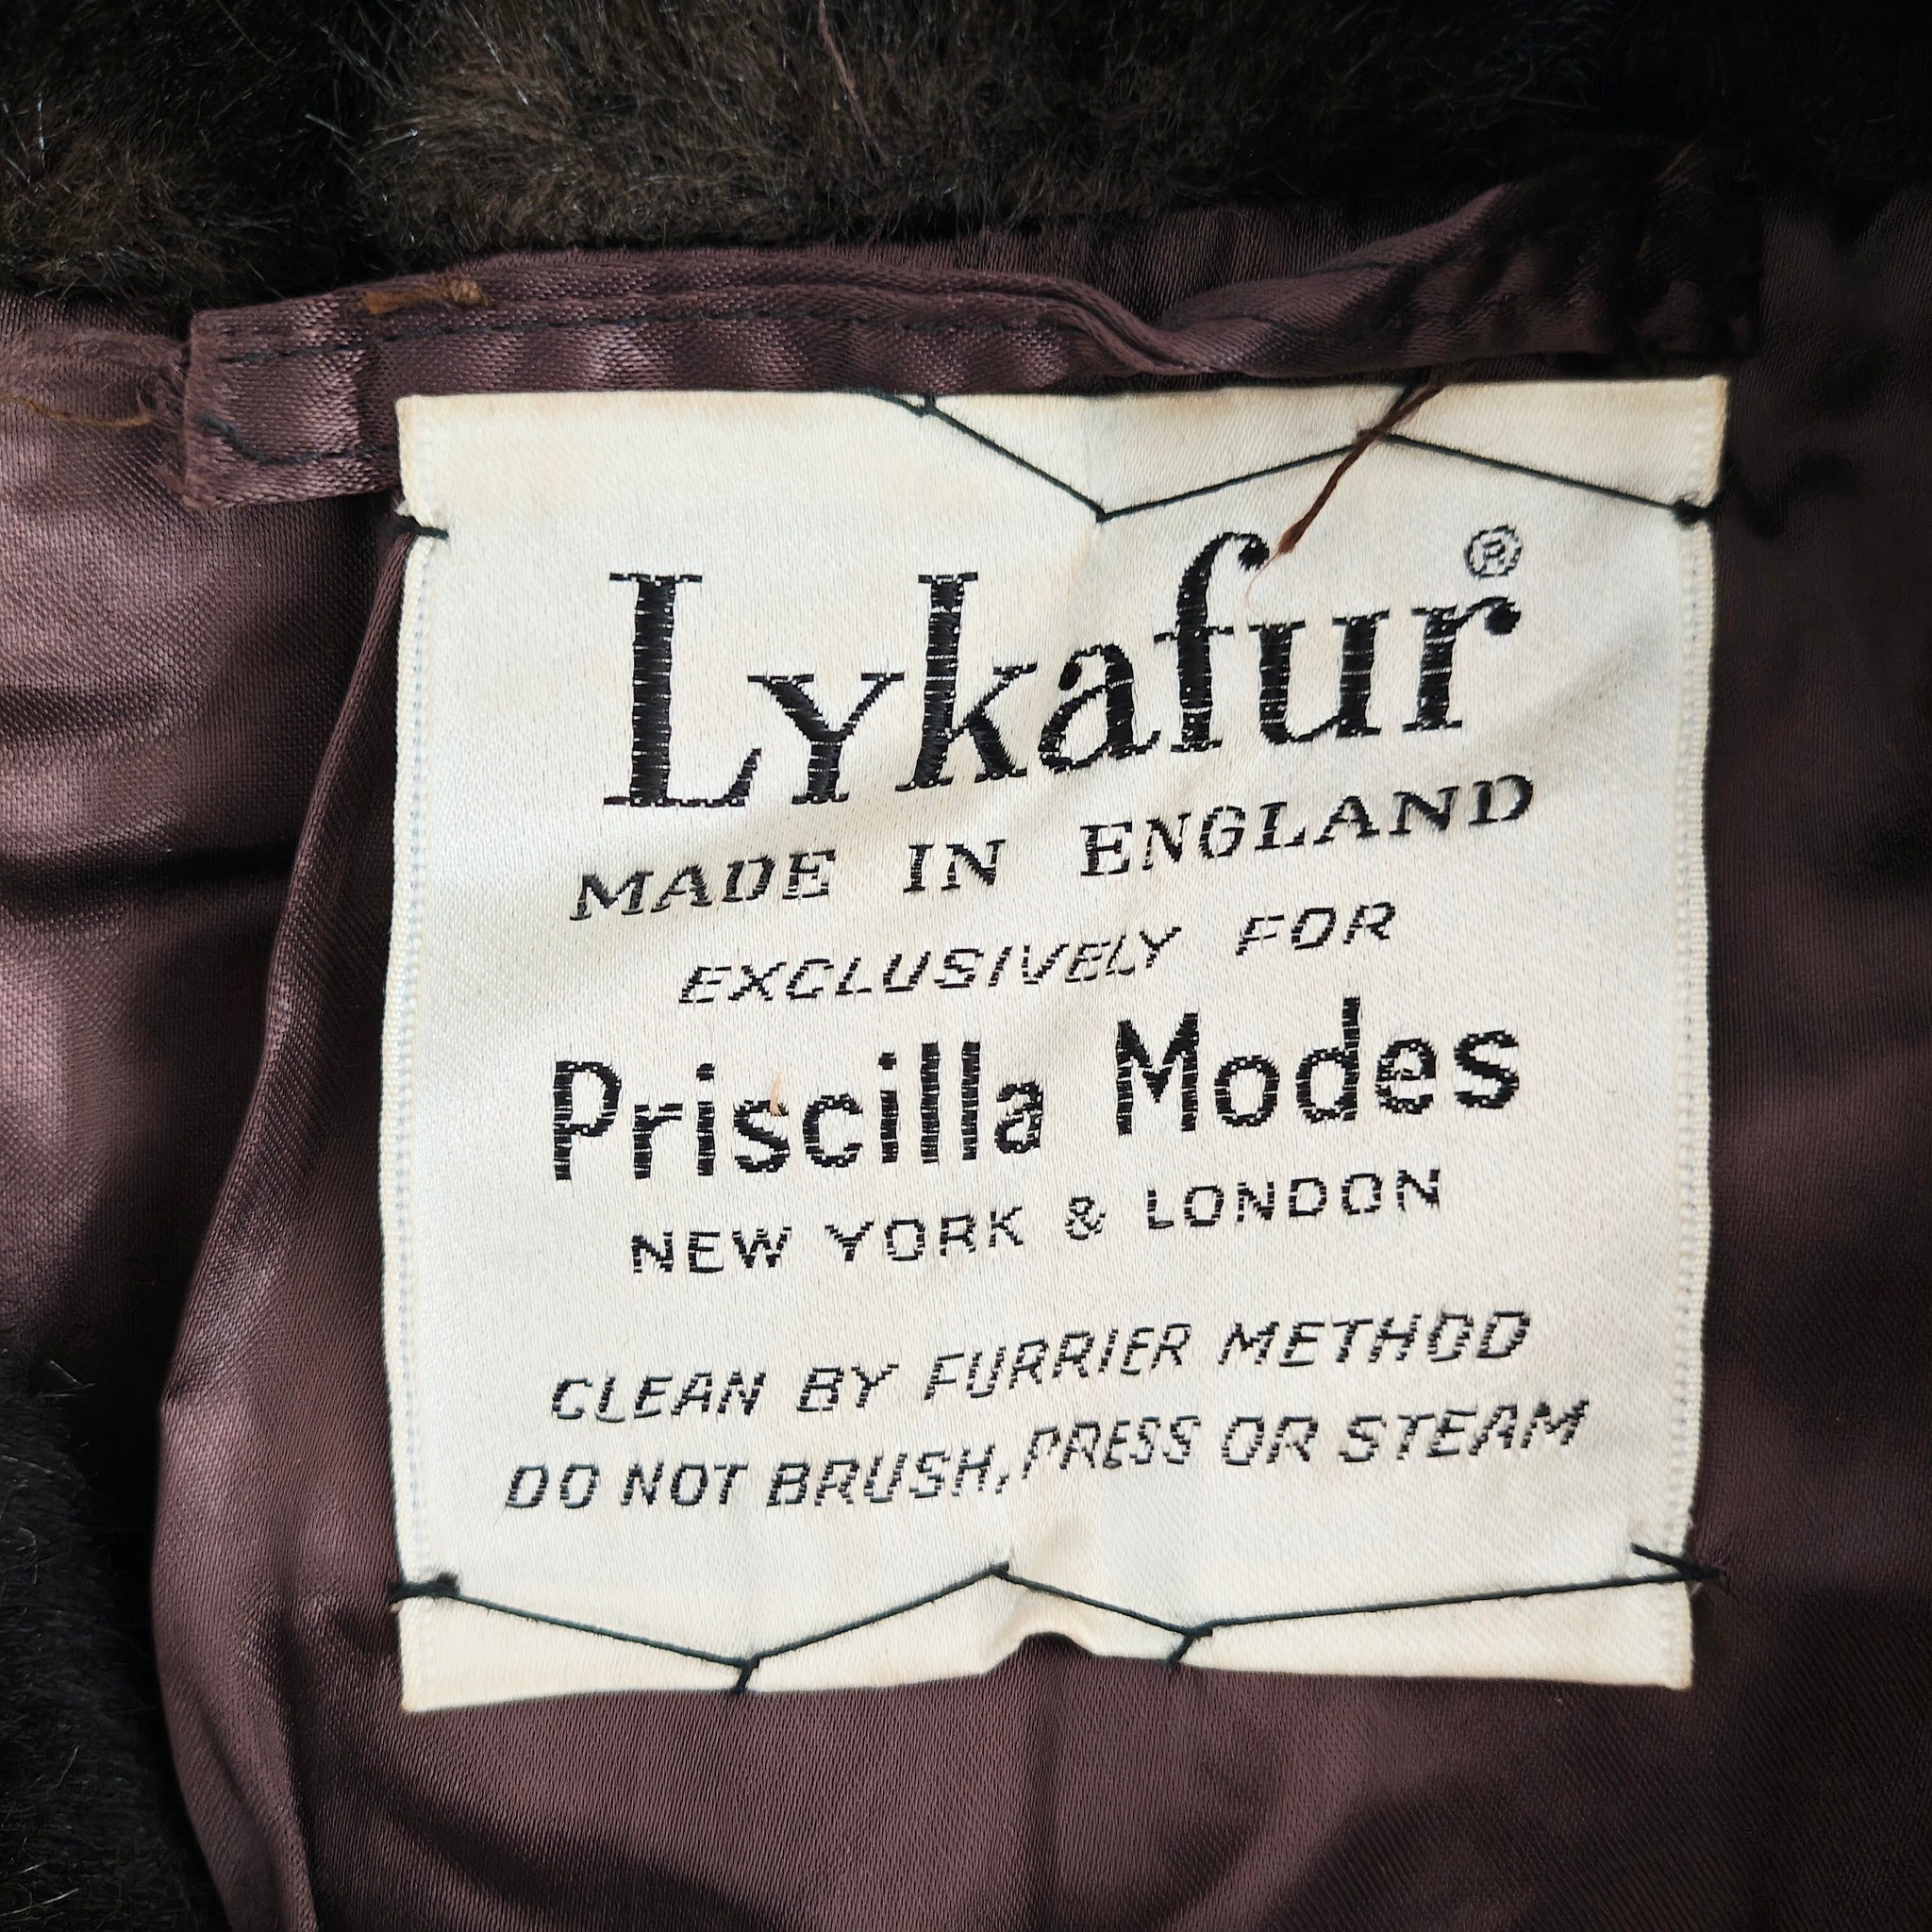 Lykafur®
MADE IN ENGLAND
EXCLUSIVELY FOR
Priscilla Modes
NEW YORK & LONDON
CLEAN BY FURRIER METHOD
DO NOT BRUSH, PRESS OR STEAM